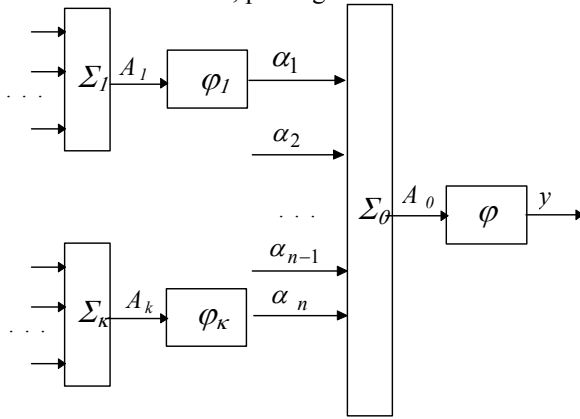 Σ₁ A₁ φ₁ α₁
. . .
α₂
. . .
Σ₀ A₀ φ y
αₙ₋₁
Σκ Aₖ φκ αₙ
. . .